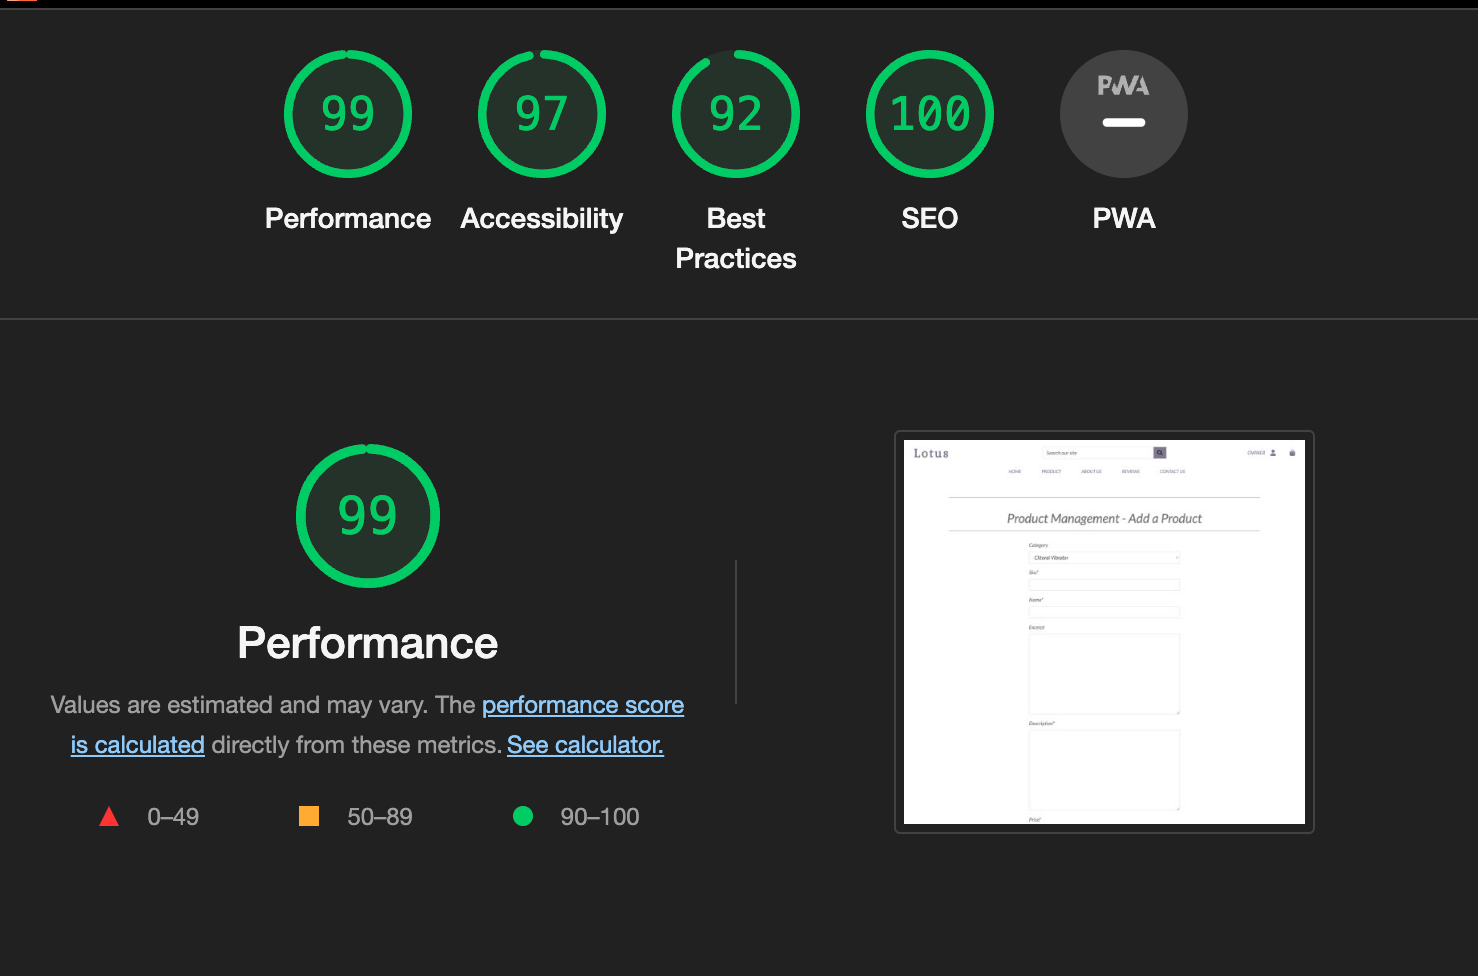 99
97
92
100
PWA
Performance
Accessibility
Best
Practices
SEO
PWA
99
Performance
Values are estimated and may vary. The performance score
is calculated directly from these metrics. See calculator.
0–49
50–89
90–100
Lotus
Search our site
OWNER
HOME
PRODUCT
ABOUT US
REVIEWS
CONTACT US
Product Management - Add a Product
Category
Clitoral Vibrator
Sku*
Name*
Description*
Price*